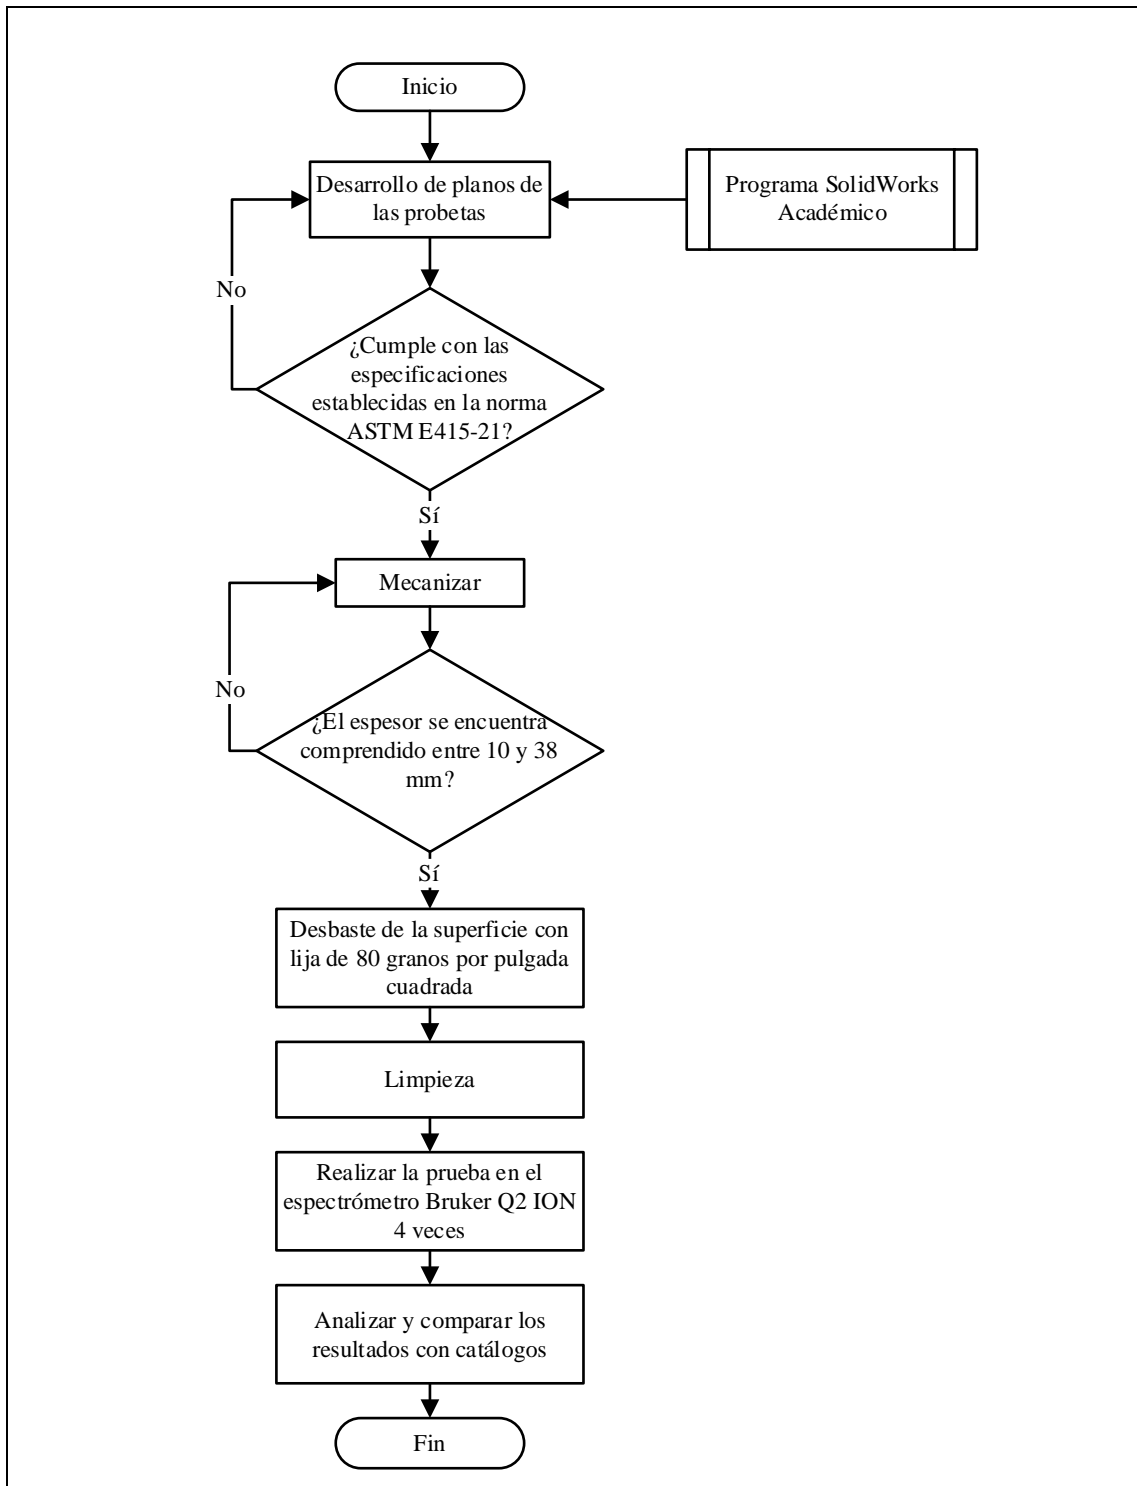 Inicio
Desarrollo de planos de
las probetas
Programa SolidWorks
Académico
No
¿Cumple con las
especificaciones
establecidas en la norma
ASTM E415-21?
Sí
Mecanizar
No
¿El espesor se encuentra
comprendido entre 10 y 38
mm?
Sí
Desbaste de la superficie con
lija de 80 granos por pulgada
cuadrada
Limpieza
Realizar la prueba en el
espectrómetro Bruker Q2 ION
4 veces
Analizar y comparar los
resultados con catálogos
Fin